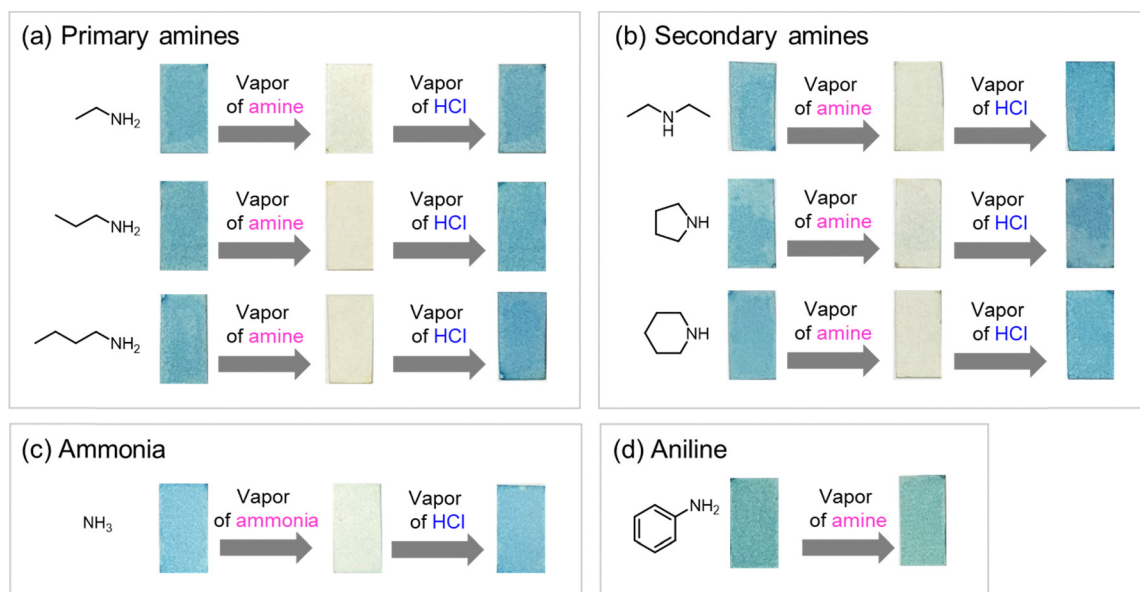 (a) Primary amines
NH2
Vapor
of amine
Vapor
of HCl
NH2
Vapor
of amine
Vapor
of HCl
NH2
Vapor
of amine
Vapor
of HCl
(b) Secondary amines
N
H
Vapor
of amine
Vapor
of HCl
NH
Vapor
of amine
Vapor
of HCl
NH
Vapor
of amine
Vapor
of HCl
(c) Ammonia
NH3
Vapor
of ammonia
Vapor
of HCl
(d) Aniline
NH2
Vapor
of amine